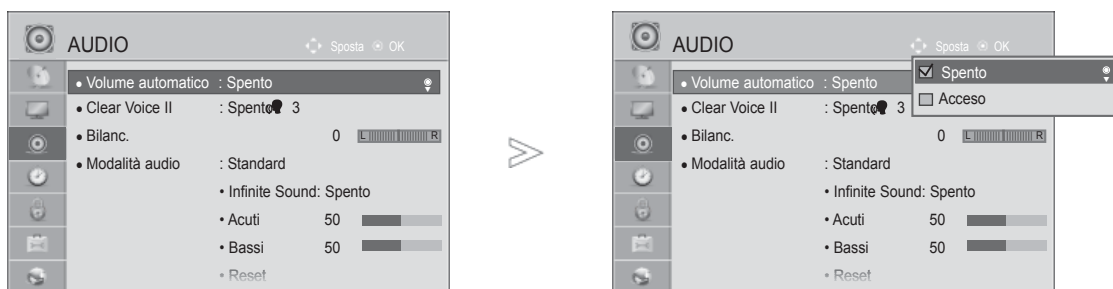 AUDIO
Sposta OK
• Volume automatico : Spento
• Clear Voice II : Spento 3
• Bilanc. 0 L R
• Modalità audio : Standard
• Infinite Sound: Spento
• Acuti 50
• Bassi 50
• Reset
AUDIO
Sposta OK
• Volume automatico : Spento
Spento
Acceso
• Clear Voice II : Spento 3
• Bilanc. 0 L R
• Modalità audio : Standard
• Infinite Sound: Spento
• Acuti 50
• Bassi 50
• Reset